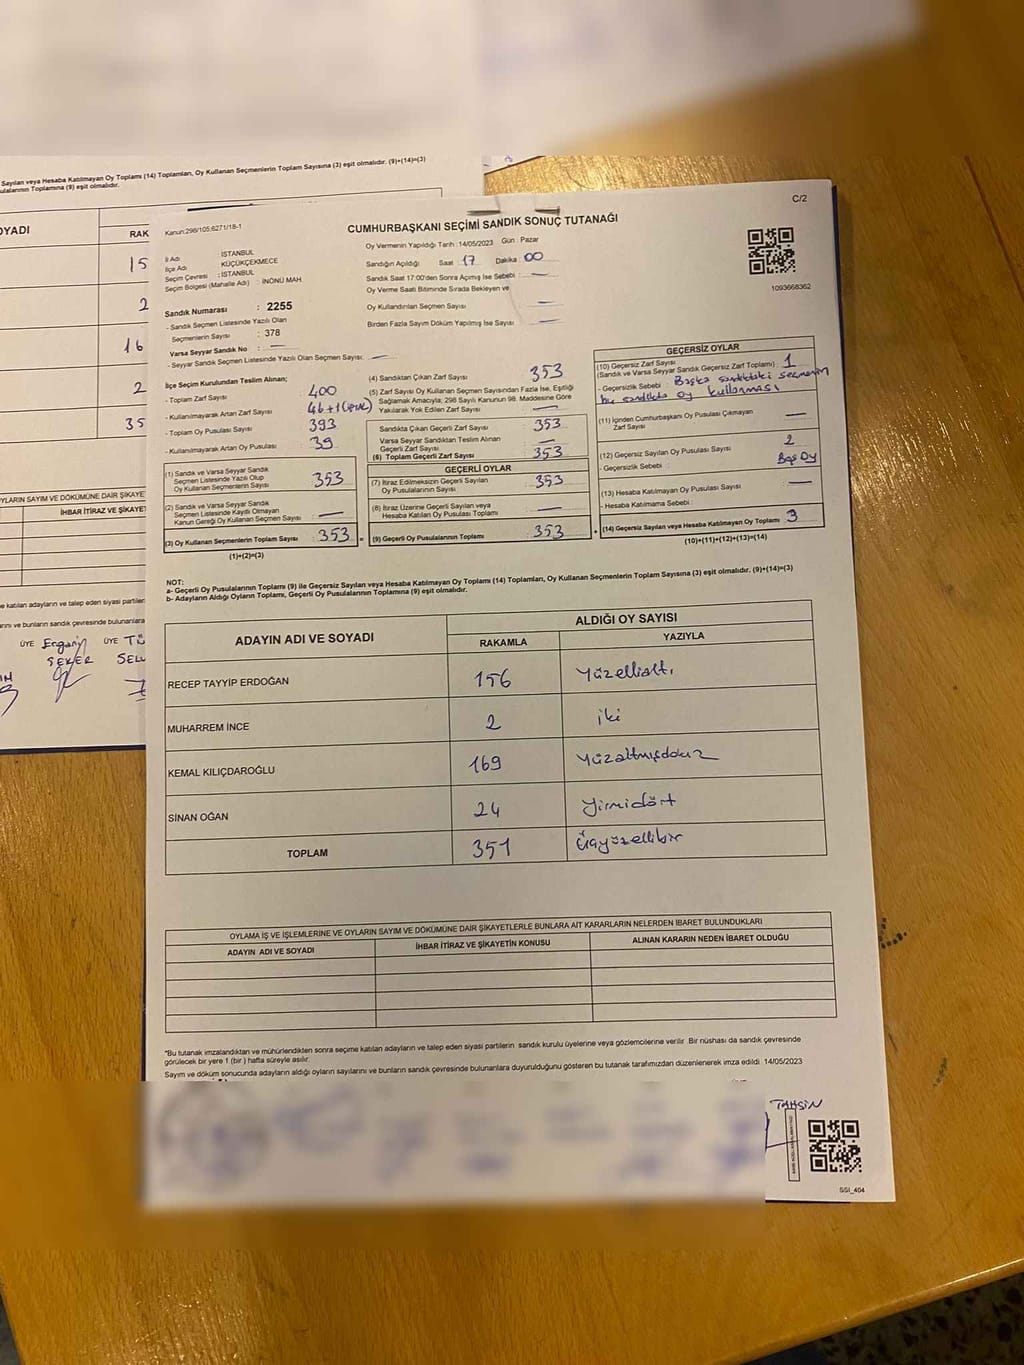 Sayılan veya Hesaba Katılmayan Oy Toplamı (14) Toplamları, Oy Kullanan Seçmenlerin Toplam Sayısına (3) eşit olmalıdır. (9)+(14)=(3)
Toplamına (9) eşit olmalıdır.
OYADI
RAK
15
2
16
2
35
OYLARIN SAYIM VE DÖKÜMÜNE DAİR ŞİKAYE
İHBAR İTİRAZ VE ŞİKAYET
e katılan adayların ve talep eden siyasi partiler
arını ve bunların sandık çevresinde bulunanlara
ÜYE Ergarip ÜYE TÜ
ŞEKER SELL
C/2
Kanun:298/105;6271/18-1
CUMHURBAŞKANI SEÇİMİ SANDIK SONUÇ TUTANAĞI
İl Adı : İSTANBUL
İlçe Adı : KÜÇÜKÇEKMECE
Seçim Çevresi : İSTANBUL
Seçim Bölgesi (Mahalle Adı) : İNÖNÜ MAH.
Sandık Numarası : 2255
- Sandık Seçmen Listesinde Yazılı Olan
Seçmenlerin Sayısı : 378
Varsa Seyyar Sandık No : —
- Seyyar Sandık Seçmen Listesinde Yazılı Olan Seçmen Sayısı: —
Oy Vermenin Yapıldığı Tarih : 14/05/2023 Gün : Pazar
Sandığın Açıldığı Saat 17 Dakika : 00
Sandık Saat 17:00'den Sonra Açılmış İse Sebebi : —
Oy Verme Saati Bitiminde Sırada Bekleyen ve
Oy Kullandırılan Seçmen Sayısı —
Birden Fazla Sayım Döküm Yapılmış İse Sayısı —
1093668362
İlçe Seçim Kurulundan Teslim Alınan;
- Toplam Zarf Sayısı : 400
- Kullanılmayarak Artan Zarf Sayısı 46+1
- Toplam Oy Pusulası Sayısı : 393
- Kullanılmayarak Artan Oy Pusulası : 39
(1) Sandık ve Varsa Seyyar Sandık
Seçmen Listesinde Yazılı Olup
Oy Kullanan Seçmenlerin Sayısı : 353
(2) Sandık ve Varsa Seyyar Sandık
Seçmen Listesinde Kayıtlı Olmayan
Kanun Gereği Oy Kullanan Seçmen Sayısı : —
(3) Oy Kullanan Seçmenlerin Toplam Sayısı : 353 =
(1)+(2)=(3)
(4) Sandıktan Çıkan Zarf Sayısı 353
(5) Zarf Sayısı Oy Kullanan Seçmen Sayısından Fazla İse, Eşitliği
Sağlamak Amacıyla, 298 Sayılı Kanunun 98. Maddesine Göre
Yakılarak Yok Edilen Zarf Sayısı —
Sandıkta Çıkan Geçerli Zarf Sayısı 353
Varsa Seyyar Sandıktan Teslim Alınan
Geçerli Zarf Sayısı —
(6) Toplam Geçerli Zarf Sayısı 353
GEÇERLİ OYLAR
(7) İtiraz Edilmeksizin Geçerli Sayılan
Oy Pusulalarının Sayısı : 353
(8) İtiraz Üzerine Geçerli Sayılan veya
Hesaba Katılan Oy Pusulası Toplamı —
(9) Geçerli Oy Pusulalarının Toplamı 353 +
GEÇERSİZ OYLAR
(10) Geçersiz Zarf Sayısı
(Sandık ve Varsa Seyyar Sandık Geçersiz Zarf Toplamı) : 1
- Geçersizlik Sebebi : Başka sandıktaki seçmenin
bu sandıkta oy kullanması
(11) İçinden Cumhurbaşkanı Oy Pusulası Çıkmayan
Zarf Sayısı —
(12) Geçersiz Sayılan Oy Pusulası Sayısı 2
- Geçersizlik Sebebi : Boş Oy
(13) Hesaba Katılmayan Oy Pusulası Sayısı —
- Hesaba Katılmama Sebebi :
(14) Geçersiz Sayılan veya Hesaba Katılmayan Oy Toplamı 3
(10)+(11)+(12)+(13)=(14)
NOT:
a- Geçerli Oy Pusulalarının Toplamı (9) ile Geçersiz Sayılan veya Hesaba Katılmayan Oy Toplamı (14) Toplamları, Oy Kullanan Seçmenlerin Toplam Sayısına (3) eşit olmalıdır. (9)+(14)=(3)
b- Adayların Aldığı Oyların Toplamı, Geçerli Oy Pusulalarının Toplamına (9) eşit olmalıdır.
ADAYIN ADI VE SOYADI
ALDIĞI OY SAYISI
RAKAMLA YAZIYLA
RECEP TAYYİP ERDOĞAN 156 yüzellialtı
MUHARREM İNCE 2 iki
KEMAL KILIÇDAROĞLU 169 yüzaltmışdokuz
SİNAN OĞAN 24 yirmidört
TOPLAM 351 Üçyüzellibir
OYLAMA İŞ VE İŞLEMLERİNE VE OYLARIN SAYIM VE DÖKÜMÜNE DAİR ŞİKAYETLERLE BUNLARA AİT KARARLARIN NELERDEN İBARET BULUNDUKLARI
ADAYIN ADI VE SOYADI İHBAR İTİRAZ VE ŞİKAYETİN KONUSU ALINAN KARARIN NEDEN İBARET OLDUĞU
*Bu tutanak imzalandıktan ve mühürlendikten sonra seçime katılan adayların ve talep eden siyasi partilerin sandık kurulu üyelerine veya gözlemcilerine verilir. Bir nüshası da sandık çevresinde
görülecek bir yere 1 (bir ) hafta süreyle asılır.
Sayım ve döküm sonucunda adayların aldığı oyların sayılarını ve bunların sandık çevresinde bulunanlara duyurulduğunu gösteren bu tutanak tarafımızdan düzenlenerek imza edildi. 14/05/2023
TAHSİN
SSI_404